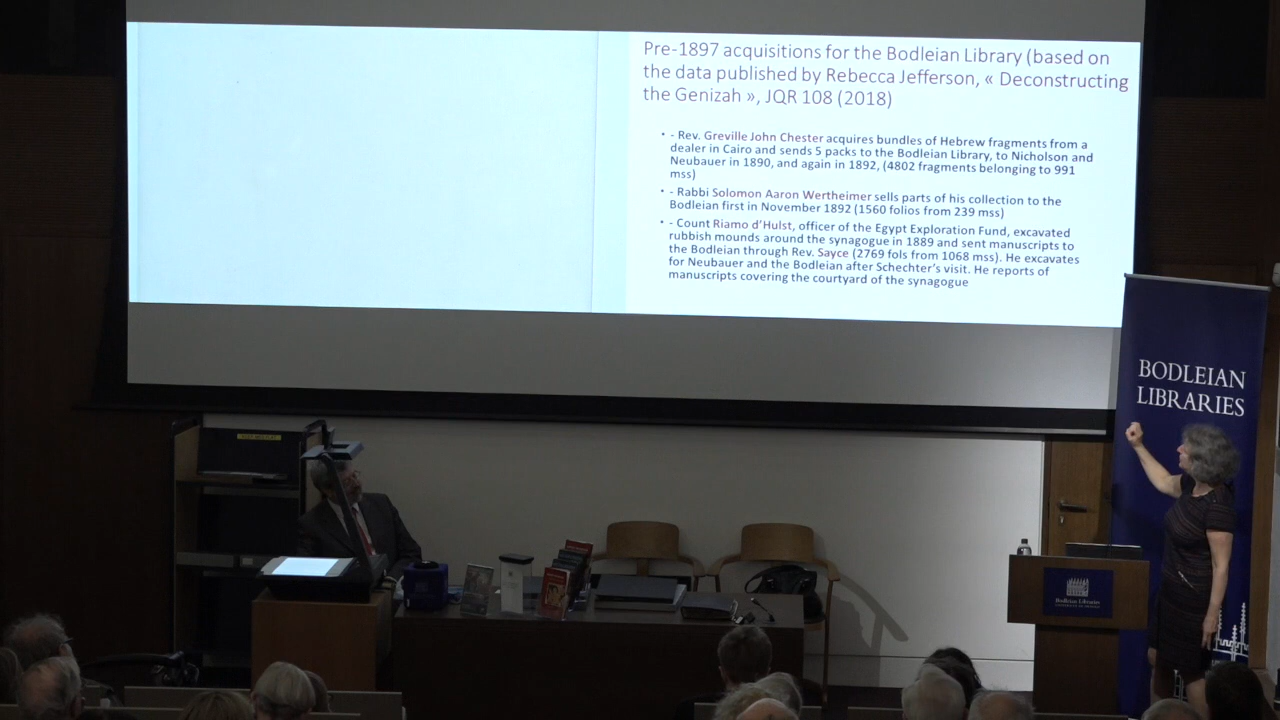 Pre-1897 acquisitions for the Bodleian Library (based on
the data published by Rebecca Jefferson, « Deconstructing
the Genizah », JQR 108 (2018)
• - Rev. Greville John Chester acquires bundles of Hebrew fragments from a
dealer in Cairo and sends 5 packs to the Bodleian Library, to Nicholson and
Neubauer in 1890, and again in 1892, (4802 fragments belonging to 991
mss)
• - Rabbi Solomon Aaron Wertheimer sells parts of his collection to the
Bodleian first in November 1892 (1560 folios from 239 mss)
• - Count Riamo d’Hulst, officer of the Egypt Exploration Fund, excavated
rubbish mounds around the synagogue in 1889 and sent manuscripts to
the Bodleian through Rev. Sayce (2769 fols from 1068 mss). He excavates
for Neubauer and the Bodleian after Schechter’s visit. He reports of
manuscripts covering the courtyard of the synagogue
BODLEIAN
LIBRARIES
Bodleian Libraries
UNIVERSITY OF OXFORD